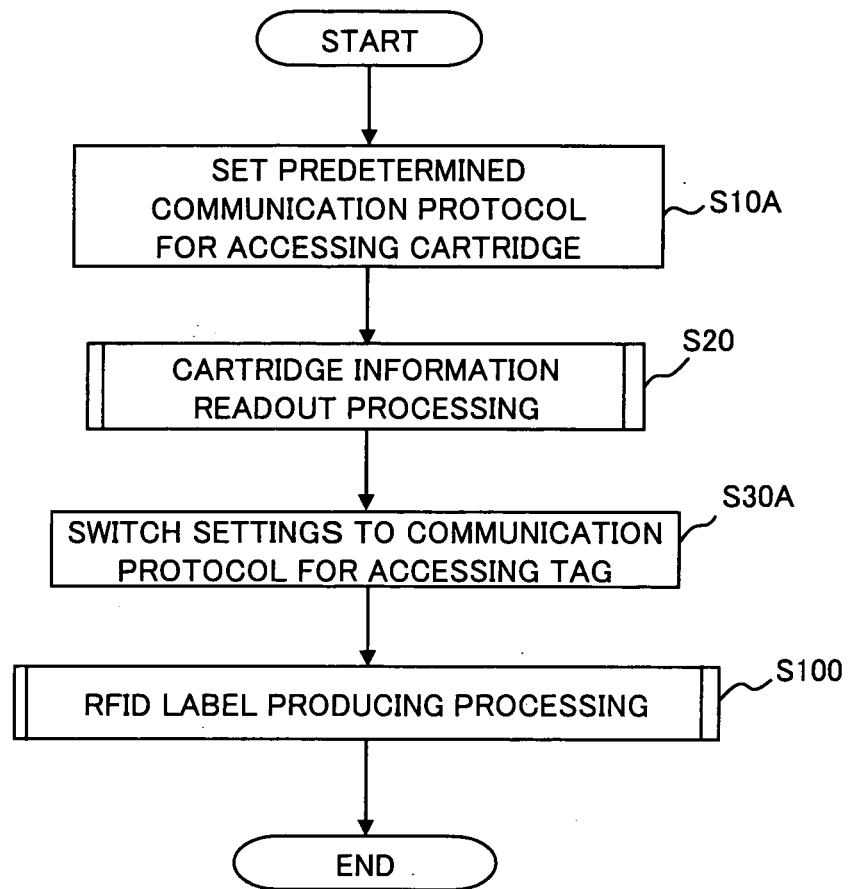 START
SET PREDETERMINED
COMMUNICATION PROTOCOL
FOR ACCESSING CARTRIDGE
S10A
S20
CARTRIDGE INFORMATION
READOUT PROCESSING
S30A
SWITCH SETTINGS TO COMMUNICATION
PROTOCOL FOR ACCESSING TAG
S100
RFID LABEL PRODUCING PROCESSING
END